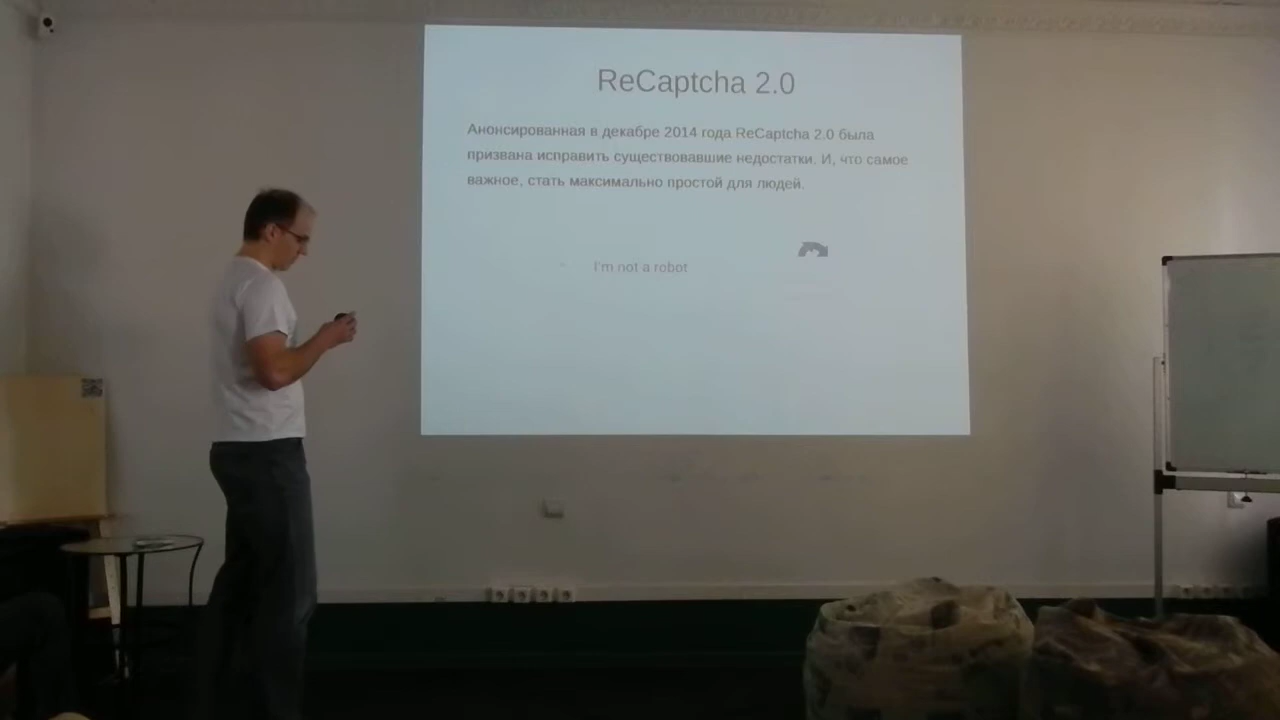 ReCaptcha 2.0
Анонсированная в декабре 2014 года ReCaptcha 2.0 была
призвана исправить существовавшие недостатки. И, что самое
важное, стать максимально простой для людей.
I'm not a robot